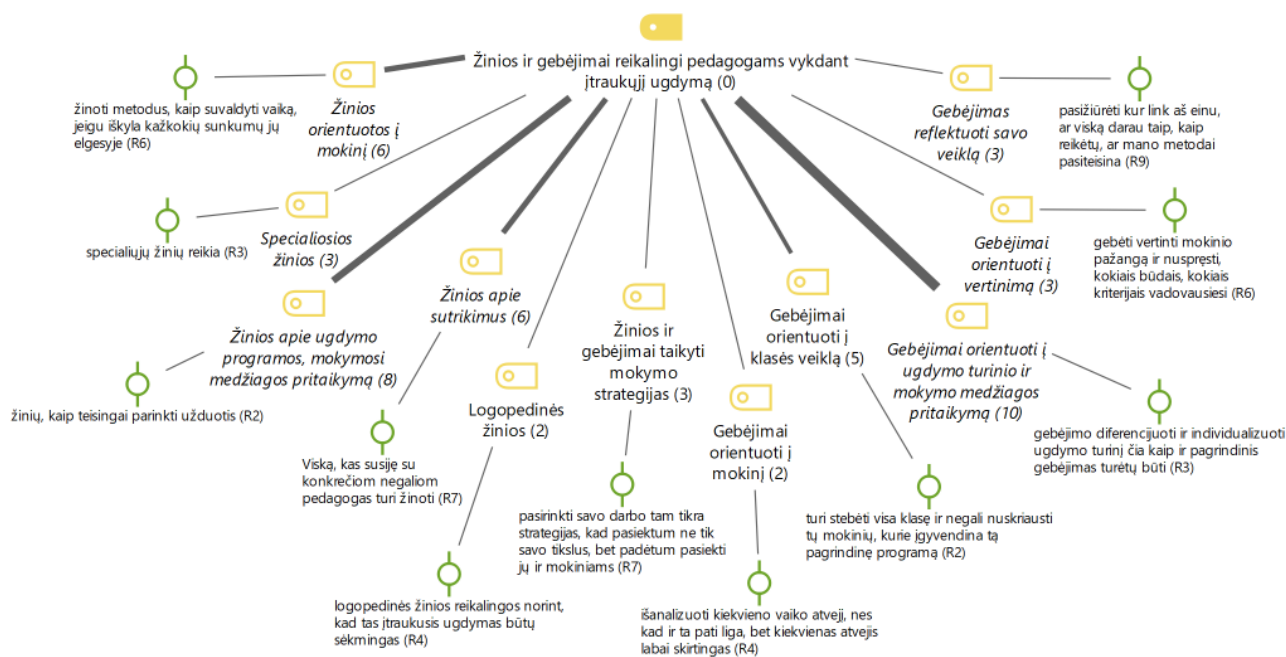 Žinios ir gebėjimai reikalingi pedagogams vykdant
įtraukųjį ugdymą (0)
žinoti metodus, kaip suvaldyti vaiką,
jeigu iškyla kažkokių sunkumų jų
elgesyje (R6)
Žinios
orientuotos į
mokinį (6)
Gebėjimas
reflektuoti savo
veiklą (3)
pasižiūrėti kur link aš einu,
ar viską darau taip, kaip
reikėtų, ar mano metodai
pasiteisina (R9)
specialiųjų žinių reikia (R3)
Specialiosios
žinios (3)
Gebėjimai
orientuoti į
vertinimą (3)
gebėti vertinti mokinio
pažangą ir nuspręsti,
kokiais būdais, kokiais
kriterijais vadovausiesi (R6)
Žinios apie ugdymo
programos, mokymosi
medžiagos pritaikymą (8)
Žinios apie
sutrikimus (6)
Žinios ir
gebėjimai taikyti
mokymo
strategijas (3)
Gebėjimai
orientuoti į
klasės veiklą (5)
Gebėjimai orientuoti į
ugdymo turinio ir
mokymo medžiagos
pritaikymą (10)
žinių, kaip teisingai parinkti užduotis (R2)
Logopedinės
žinios (2)
Gebėjimai
orientuoti į
mokinį (2)
gebėjimo diferencijuoti ir individualizuoti
ugdymo turinį čia kaip ir pagrindinis
gebėjimas turėtų būti (R3)
Viską, kas susiję su
konkrečiom negaliom
pedagogas turi žinoti (R7)
pasirinkti savo darbo tam tikra
strategijas, kad pasiektum ne tik
savo tikslus, bet padėtum pasiekti
jų ir mokiniams (R7)
turi stebėti visa klasę ir negali nuskriausti
tų mokinių, kurie įgyvendina tą
pagrindinę programą (R2)
logopedinės žinios reikalingos norint,
kad tas įtraukusis ugdymas būtų
sėkmingas (R4)
išanalizuoti kiekvieno vaiko atvejį, nes
kad ir ta pati liga, bet kiekvienas atvejis
labai skirtingas (R4)